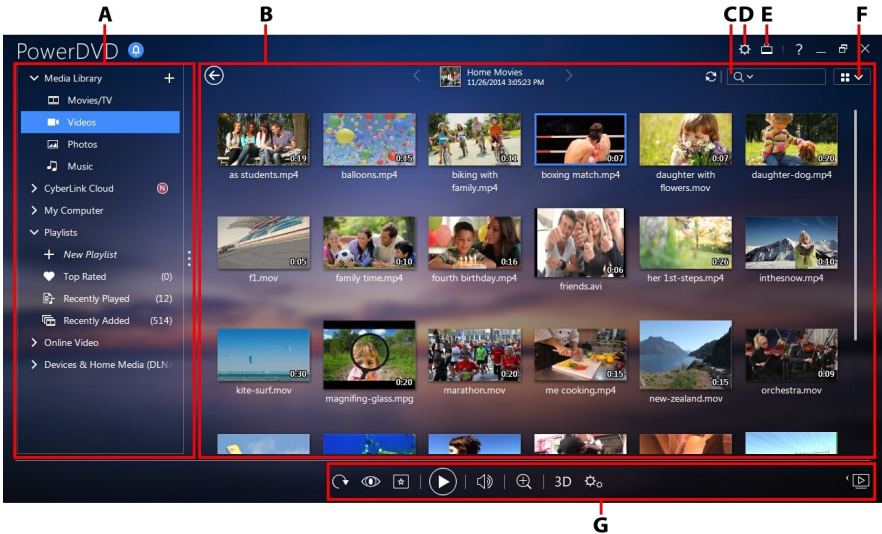 A
B
C
D
E
F
PowerDVD
?
Media Library
+
Home Movies
11/26/2014 3:05:23 PM
Movies/TV
Videos
Photos
Music
CyberLink Cloud
N
My Computer
Playlists
+ New Playlist
Top Rated (0)
Recently Played (12)
Recently Added (514)
Online Video
Devices & Home Media (DLN
0:19
0:15
0:11
0:07
0:07
0:20
as students.mp4
balloons.mp4
biking with
family.mp4
boxing match.mp4
daughter with
flowers.mov
daughter-dog.mp4
0:05
0:10
0:16
0:06
0:26
0:10
f1.mov
family time.mp4
fourth birthday.mp4
friends.avi
her 1st-steps.mp4
inthesnow.mp4
0:30
0:20
0:20
0:15
0:15
0:09
kite-surf.mov
magnifing-glass.mpg
marathon.mov
me cooking.mp4
new-zealand.mov
orchestra.mov
3D
G